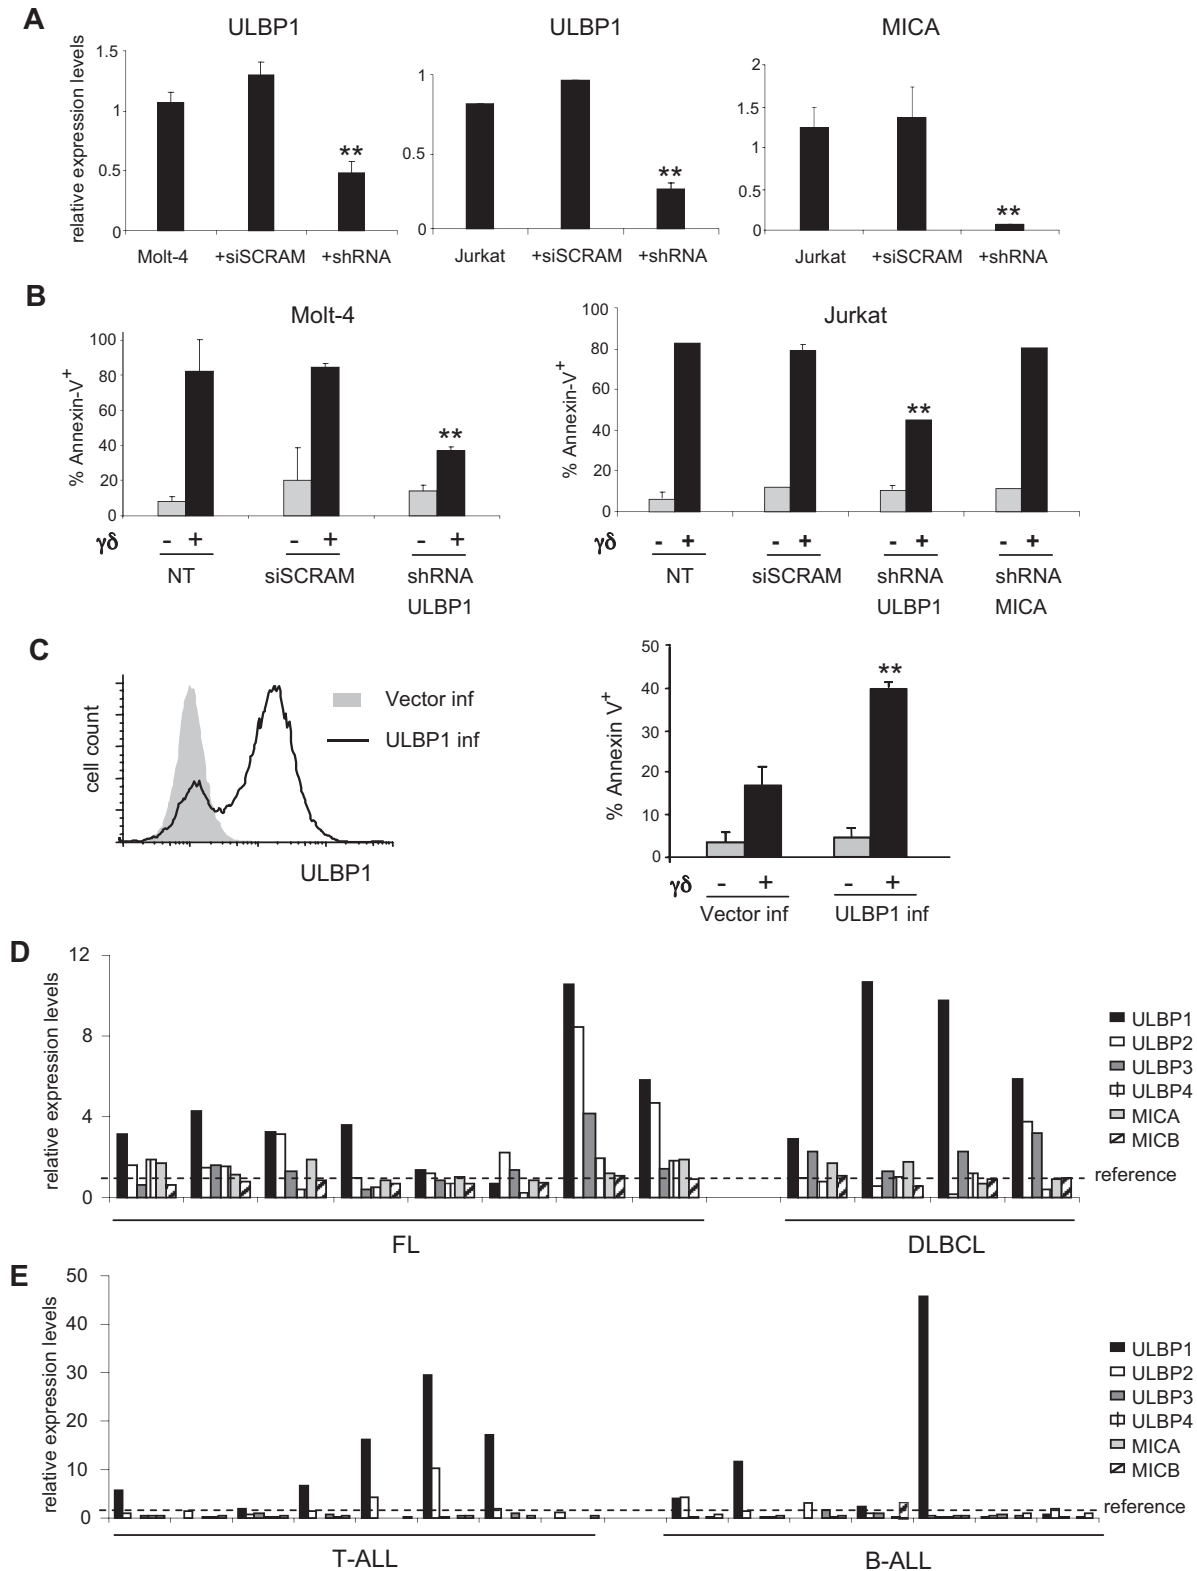 A
ULBP1
ULBP1
MICA
relative expression levels
1.5
1
0.5
0
**
Molt-4 +siSCRAM +shRNA
1
0.5
0
**
Jurkat +siSCRAM +shRNA
2
1.5
1
0.5
0
**
Jurkat +siSCRAM +shRNA
B
Molt-4
% Annexin-V+
100
80
60
40
20
0
**
γδ - + - + - +
NT siSCRAM shRNA
ULBP1
Jurkat
% Annexin-V+
100
80
60
40
20
0
**
- + - + - + - +
NT siSCRAM shRNA shRNA
ULBP1 MICA
C
cell count
ULBP1
Vector inf
ULBP1 inf
% Annexin V+
50
40
30
20
10
0
**
γδ - + - +
Vector inf ULBP1 inf
D
relative expression levels
12
8
4
0
reference
FL DLBCL
ULBP1
ULBP2
ULBP3
ULBP4
MICA
MICB
E
relative expression levels
50
40
30
20
10
0
reference
T-ALL B-ALL
ULBP1
ULBP2
ULBP3
ULBP4
MICA
MICB